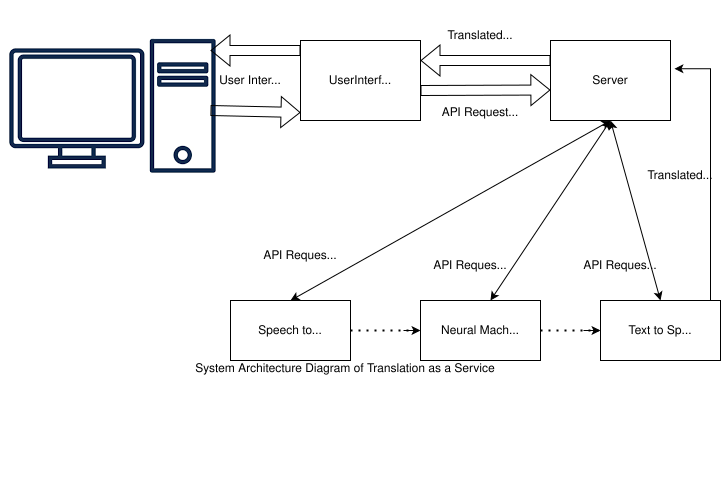 Translated...
User Inter...
UserInterf...
Server
API Request...
Translated...
API Reques...
API Reques...
API Reques...
Speech to...
Neural Mach...
Text to Sp...
System Architecture Diagram of Translation as a Service